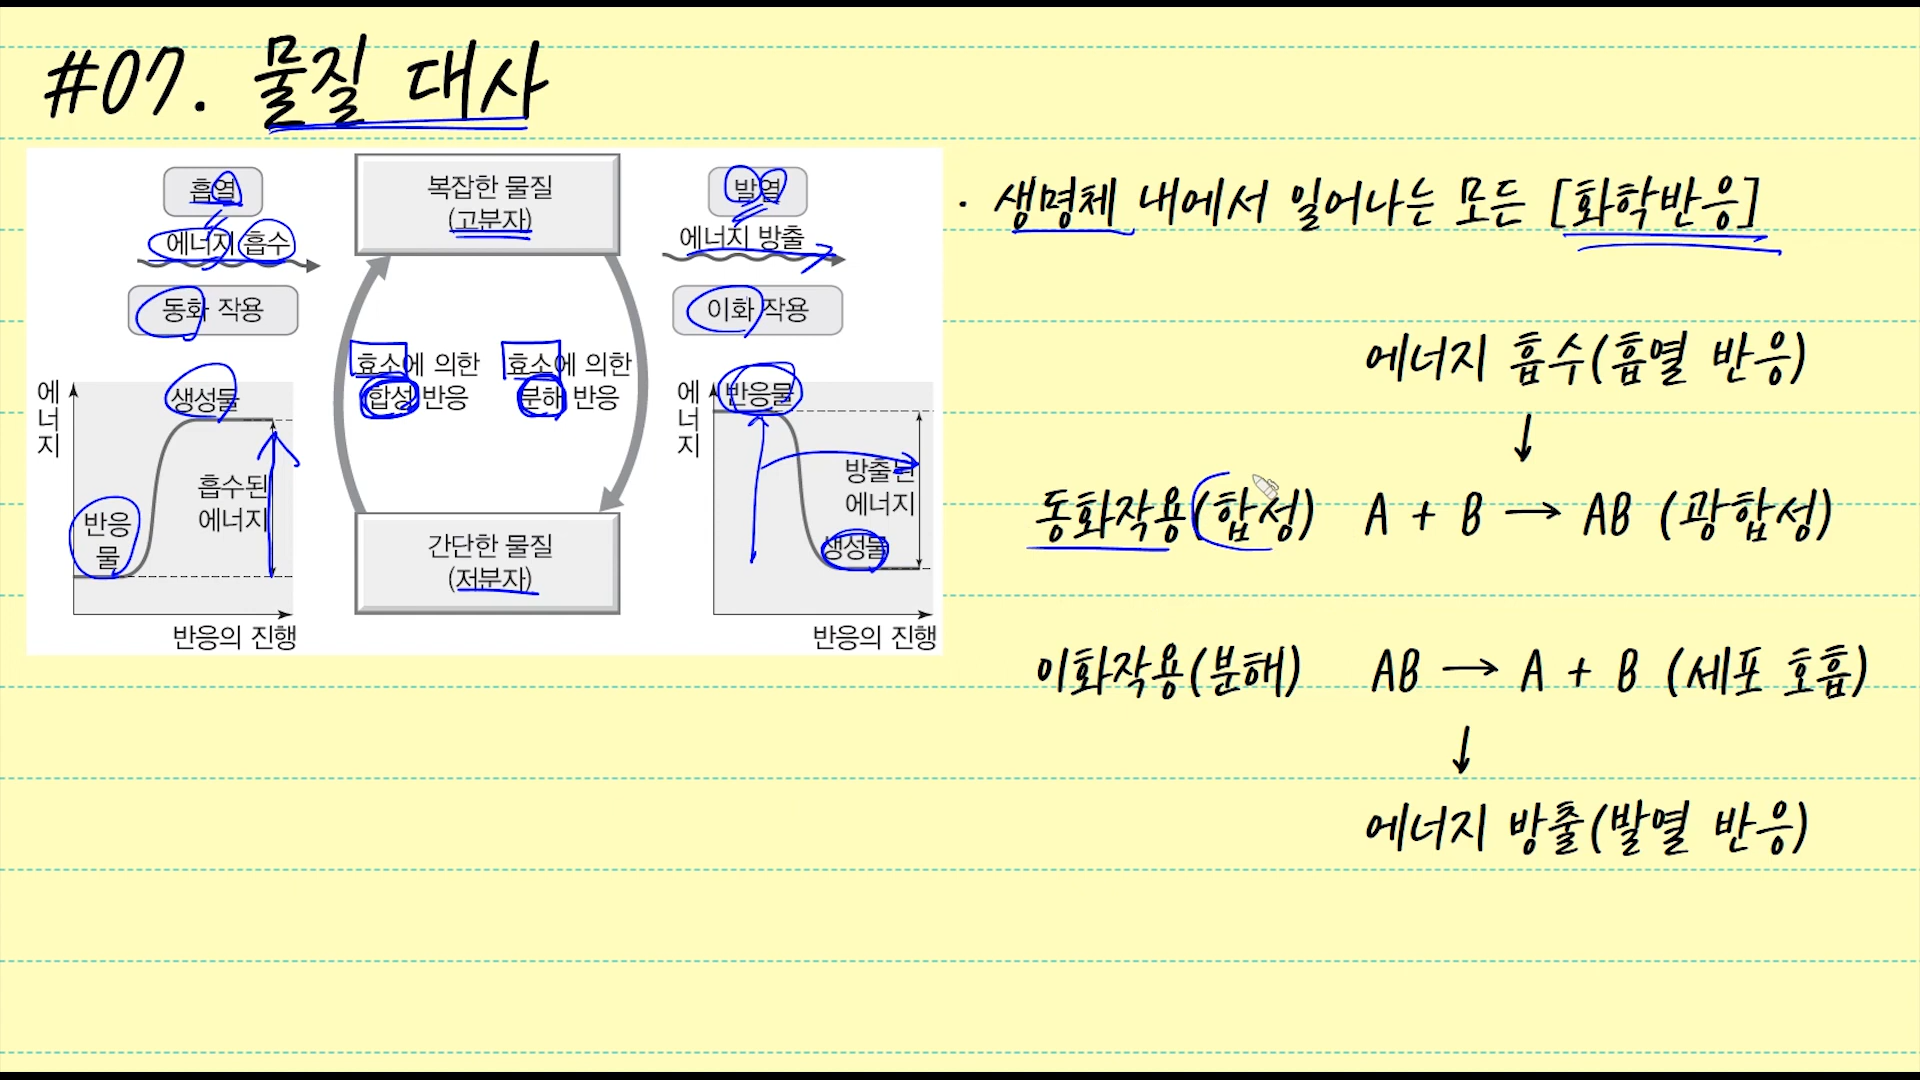 #07. 물질 대사
흡열
에너지 흡수
동화 작용
에너지
생성물
흡수된
에너지
반응
물
반응의 진행
복잡한 물질
(고분자)
효소에 의한
합성 반응
효소에 의한
분해 반응
간단한 물질
(저분자)
발열
에너지 방출
이화 작용
에너지
반응물
방출된
에너지
생성물
반응의 진행
· 생명체 내에서 일어나는 모든 [화학반응]
에너지 흡수(흡열 반응)
↓
동화작용(합성) A + B → AB (광합성)
이화작용(분해) AB → A + B (세포 호흡)
↓
에너지 방출(발열 반응)